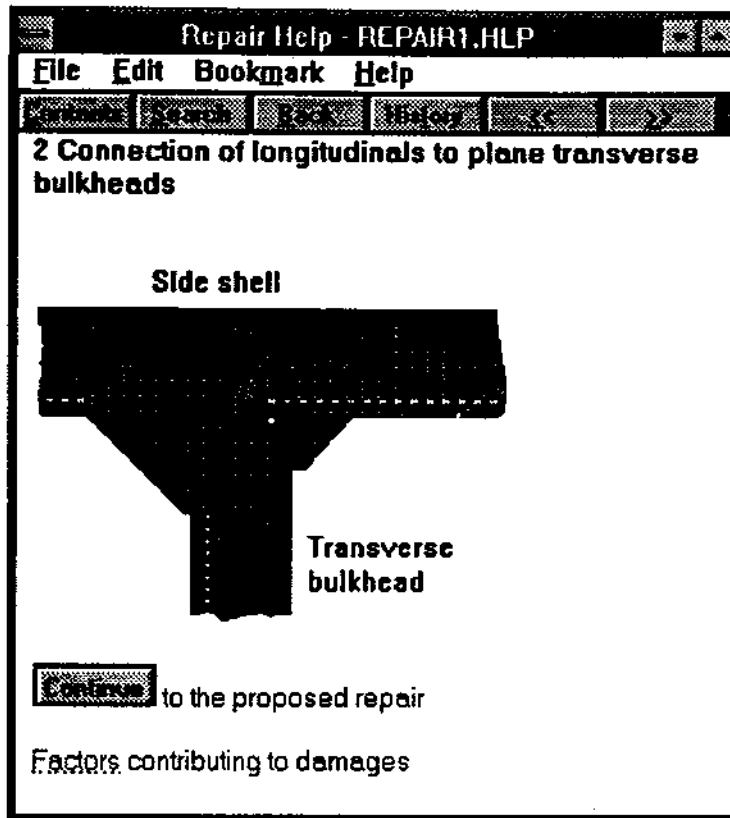 Repair Help - REPAIR1.HLP
File Edit Bookmark Help
Contents Search Back History << >>
2 Connection of longitudinals to plane transverse
bulkheads
Side shell
Transverse
bulkhead
Continue to the proposed repair
Factors contributing to damages